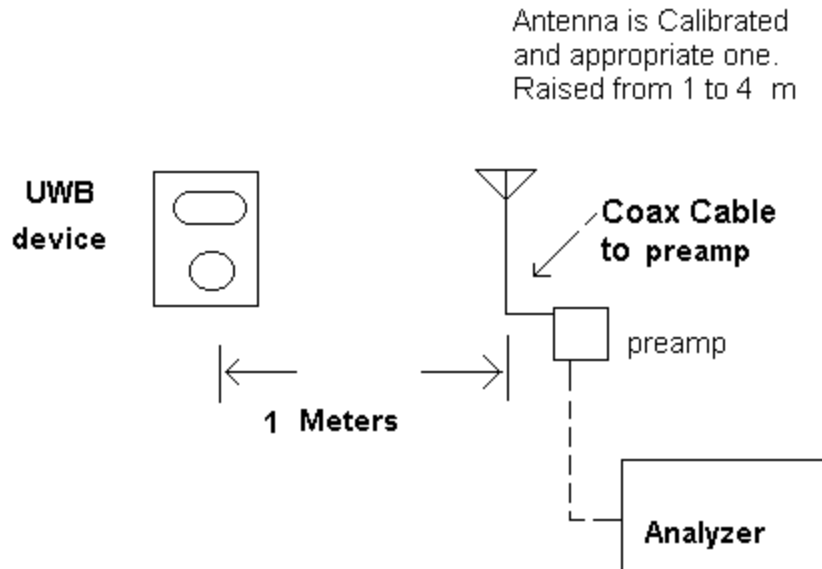 Antenna is Calibrated
and appropriate one.
Raised from 1 to 4 m
UWB
device
Coax Cable
to preamp
preamp
1 Meters
Analyzer